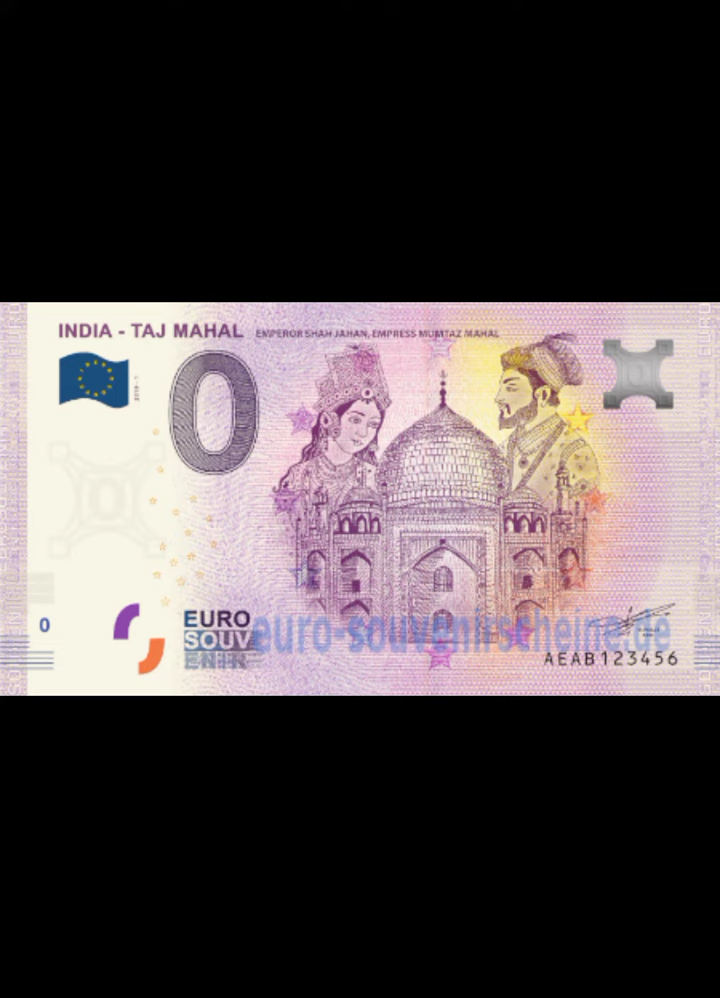 INDIA - TAJ MAHAL EMPEROR SHAH JAHAN, EMPRESS MUMTAZ MAHAL
0
0
EURO
SOUV
ENIR
euro-souvenirscheine.de
AEAB123456